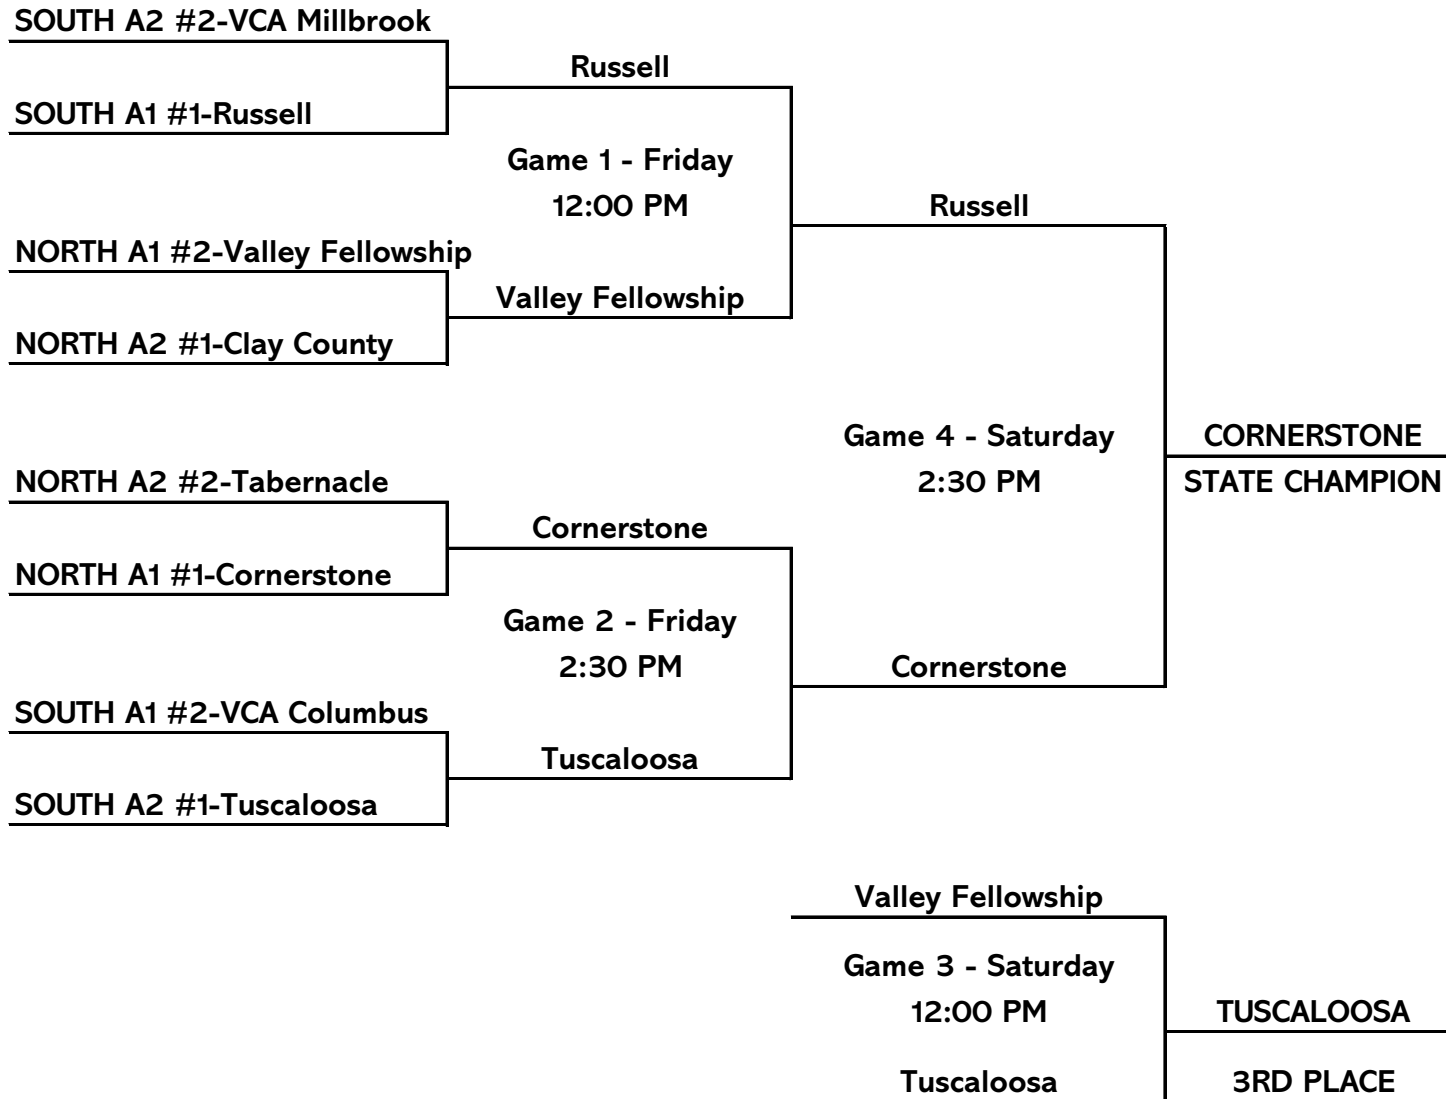 SOUTH A2 #2-VCA Millbrook
Russell
SOUTH A1 #1-Russell
Game 1 - Friday
12:00 PM
Russell
NORTH A1 #2-Valley Fellowship
Valley Fellowship
NORTH A2 #1-Clay County
Game 4 - Saturday
2:30 PM
CORNERSTONE
STATE CHAMPION
NORTH A2 #2-Tabernacle
Cornerstone
NORTH A1 #1-Cornerstone
Game 2 - Friday
2:30 PM
Cornerstone
SOUTH A1 #2-VCA Columbus
Tuscaloosa
SOUTH A2 #1-Tuscaloosa
Valley Fellowship
Game 3 - Saturday
12:00 PM
TUSCALOOSA
Tuscaloosa
3RD PLACE